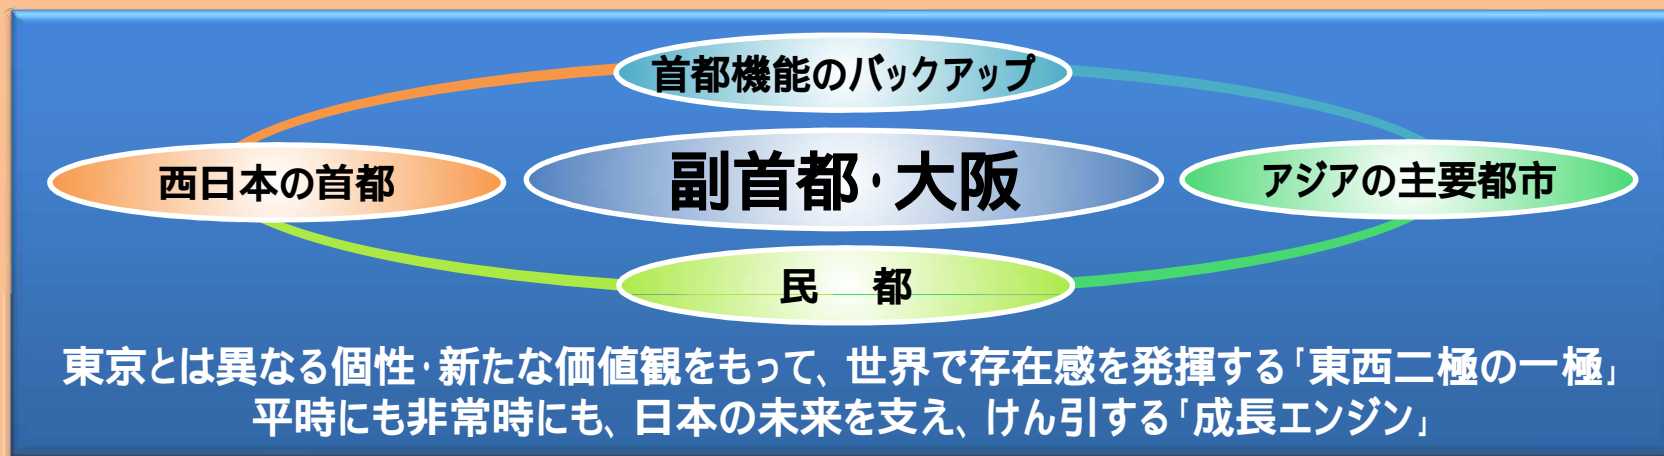 首都機能のバックアップ
西日本の首都
副首都・大阪
アジアの主要都市
民 都
東京とは異なる個性・新たな価値観をもって、世界で存在感を発揮する「東西二極の一極」
平時にも非常時にも、日本の未来を支え、けん引する「成長エンジン」